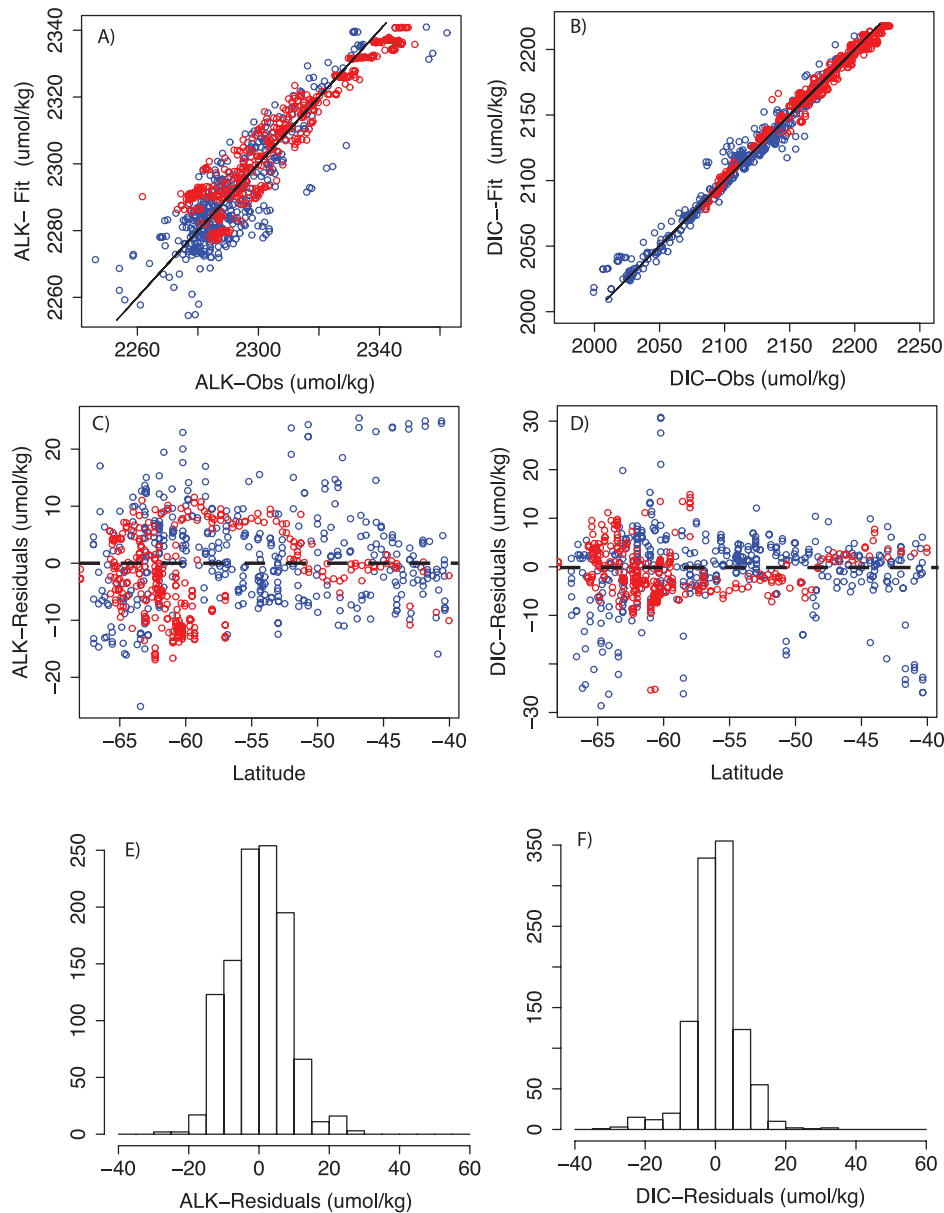 A)
ALK– Fit (umol/kg)
2260 2280 2300 2320 2340
2260 2300 2340
ALK–Obs (umol/kg)
B)
DIC-–Fit (umol/kg)
2000 2050 2100 2150 2200
2000 2050 2100 2150 2200 2250
DIC–Obs (umol/kg)
C)
ALK–Residuals (umol/kg)
−20 −10 0 10 20
−65 −60 −55 −50 −45 −40
Latitude
D)
DIC–Residuals (umol/kg)
−30 −10 0 10 20 30
−65 −60 −55 −50 −45 −40
Latitude
E)
0 50 100 150 200 250
−40 −20 0 20 40 60
ALK–Residuals (umol/kg)
F)
0 50 150 250 350
−40 −20 0 20 40 60
DIC–Residuals (umol/kg)